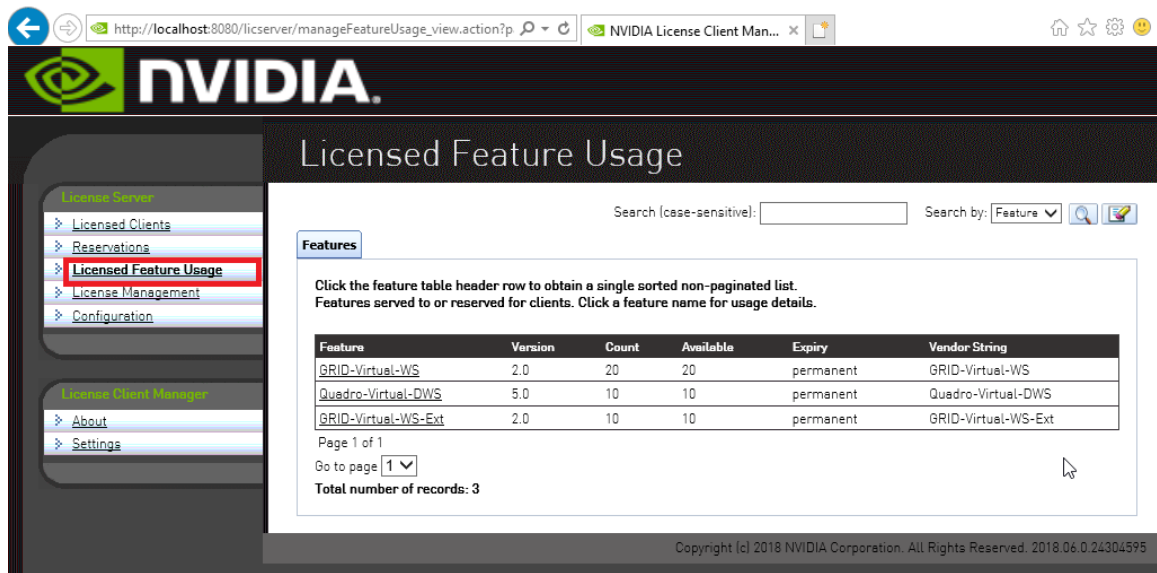 http://localhost:8080/licserver/manageFeatureUsage_view.action?p
NVIDIA License Client Man...
NVIDIA.
Licensed Feature Usage
License Server
Licensed Clients
Reservations
Licensed Feature Usage
License Management
Configuration
License Client Manager
About
Settings
Search (case-sensitive): Search by: Feature
Features
Click the feature table header row to obtain a single sorted non-paginated list.
Features served to or reserved for clients. Click a feature name for usage details.
Feature Version Count Available Expiry Vendor String
GRID-Virtual-WS 2.0 20 20 permanent GRID-Virtual-WS
Quadro-Virtual-DWS 5.0 10 10 permanent Quadro-Virtual-DWS
GRID-Virtual-WS-Ext 2.0 10 10 permanent GRID-Virtual-WS-Ext
Page 1 of 1
Go to page 1
Total number of records: 3
Copyright (c) 2018 NVIDIA Corporation. All Rights Reserved. 2018.06.0.24304595